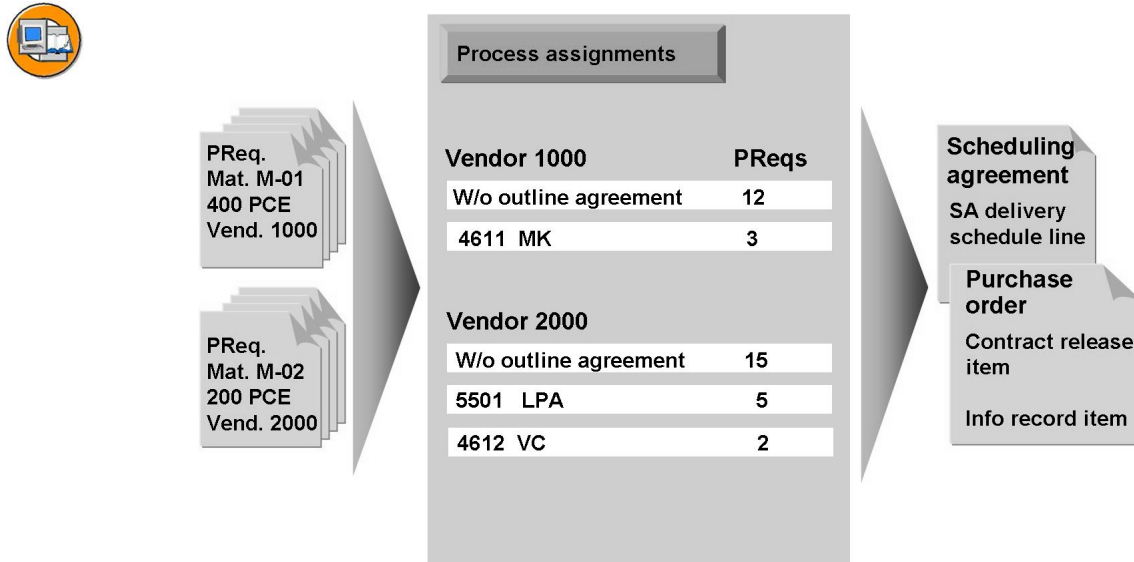 Process assignments
PReq.
Mat. M-01
400 PCE
Vend. 1000
PReq.
Mat. M-02
200 PCE
Vend. 2000
Vendor 1000 PReqs
W/o outline agreement 12
4611 MK 3
Vendor 2000
W/o outline agreement 15
5501 LPA 5
4612 VC 2
Scheduling
agreement
SA delivery
schedule line
Purchase
order
Contract release
item
Info record item